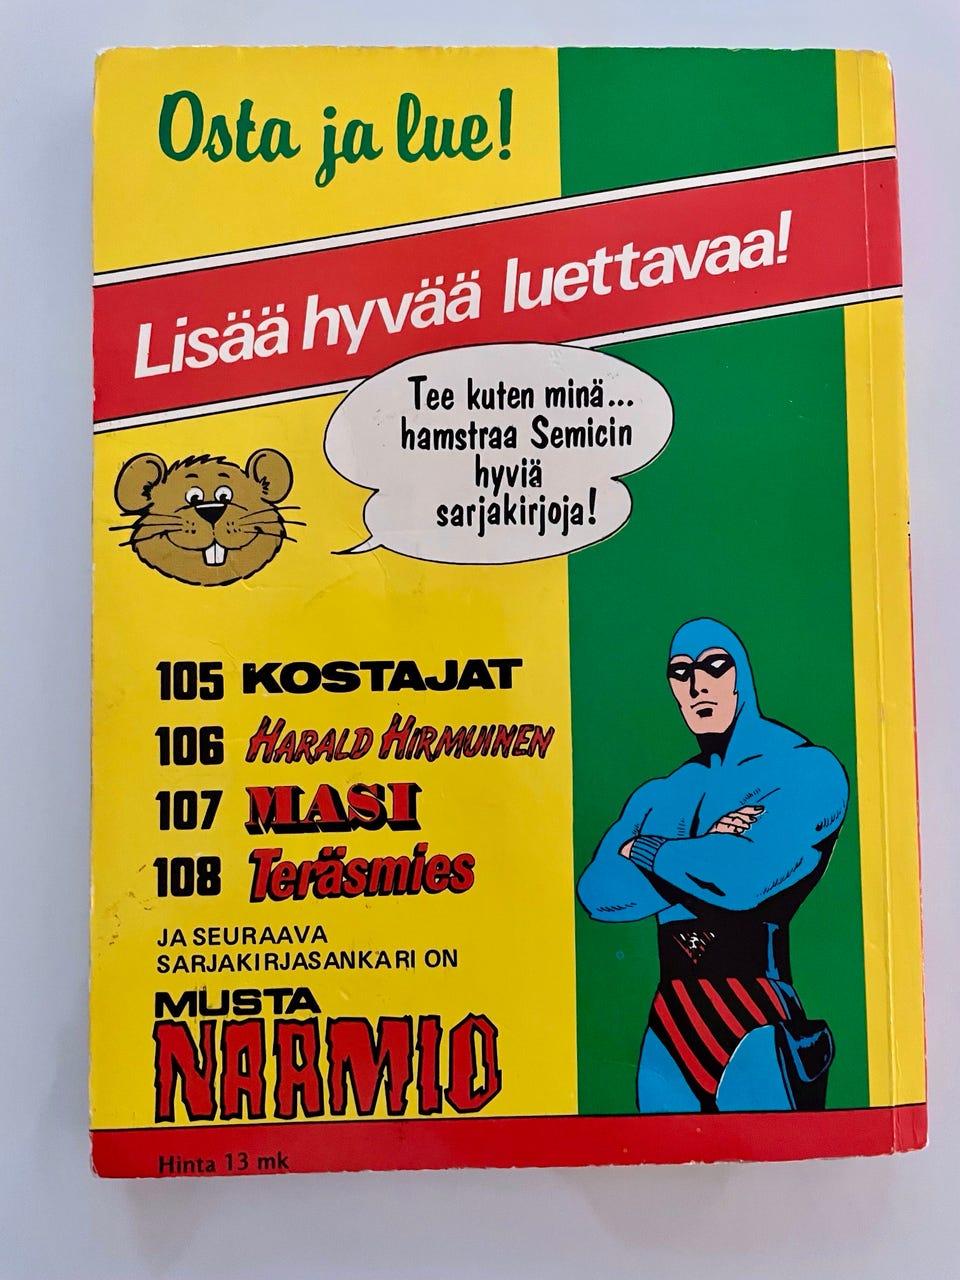 Osta ja lue!
Lisää hyvää luettavaa!
Tee kuten minä...
hamstraa Semicin
hyviä
sarjakirjoja!
105 KOSTAJAT
106 HARALD HIRMUINEN
107 MASI
108 Teräsmies
JA SEURAAVA
SARJAKIRJASANKARI ON
MUSTA
NAAMIO
Hinta 13 mk